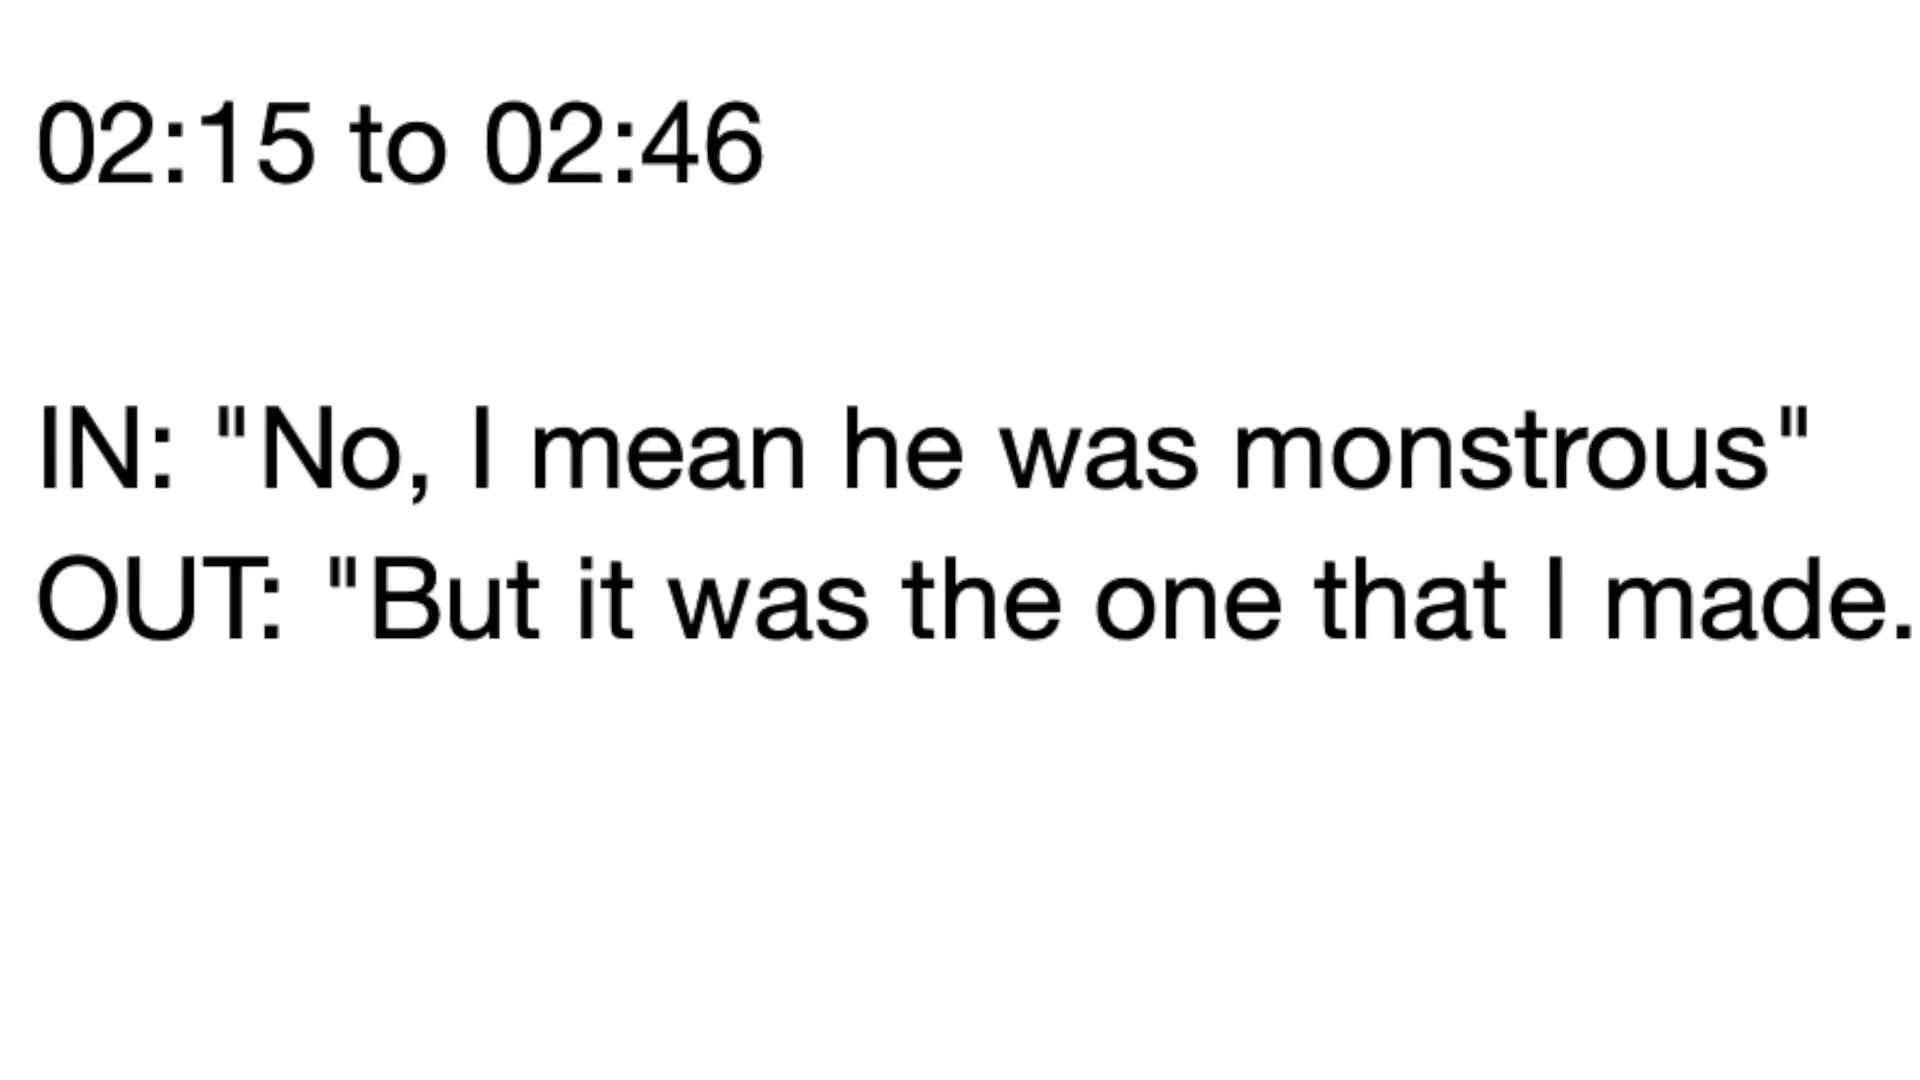 02:15 to 02:46
IN: "No, I mean he was monstrous"
OUT: "But it was the one that I made.